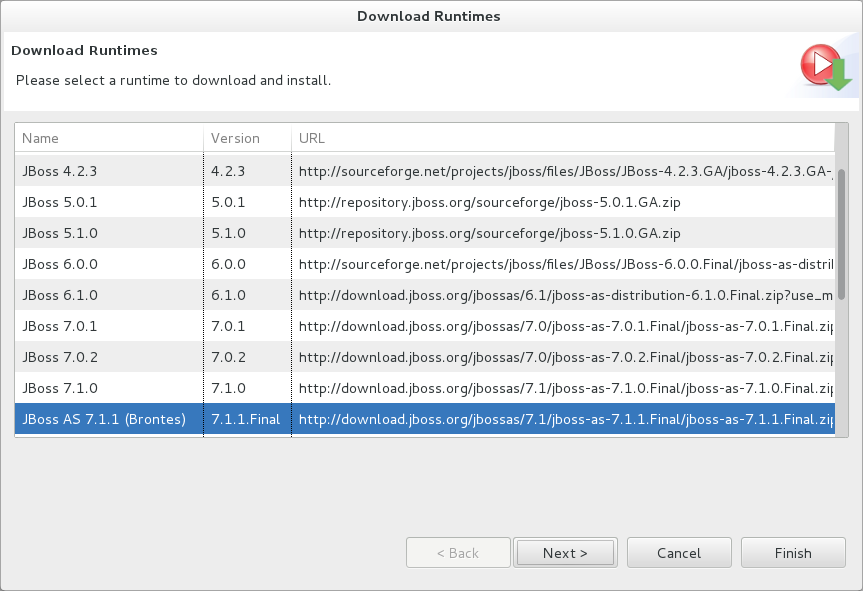 Download Runtimes
Download Runtimes
Please select a runtime to download and install.
Name Version URL
JBoss 4.2.3 4.2.3 http://sourceforge.net/projects/jboss/files/JBoss/JBoss-4.2.3.GA/jboss-4.2.3.GA-
JBoss 5.0.1 5.0.1 http://repository.jboss.org/sourceforge/jboss-5.0.1.GA.zip
JBoss 5.1.0 5.1.0 http://repository.jboss.org/sourceforge/jboss-5.1.0.GA.zip
JBoss 6.0.0 6.0.0 http://sourceforge.net/projects/jboss/files/JBoss/JBoss-6.0.0.Final/jboss-as-distri
JBoss 6.1.0 6.1.0 http://download.jboss.org/jbossas/6.1/jboss-as-distribution-6.1.0.Final.zip?use_m
JBoss 7.0.1 7.0.1 http://download.jboss.org/jbossas/7.0/jboss-as-7.0.1.Final/jboss-as-7.0.1.Final.zip
JBoss 7.0.2 7.0.2 http://download.jboss.org/jbossas/7.0/jboss-as-7.0.2.Final/jboss-as-7.0.2.Final.zip
JBoss 7.1.0 7.1.0 http://download.jboss.org/jbossas/7.1/jboss-as-7.1.0.Final/jboss-as-7.1.0.Final.zip
JBoss AS 7.1.1 (Brontes) 7.1.1.Final http://download.jboss.org/jbossas/7.1/jboss-as-7.1.1.Final/jboss-as-7.1.1.Final.zip
< Back Next > Cancel Finish